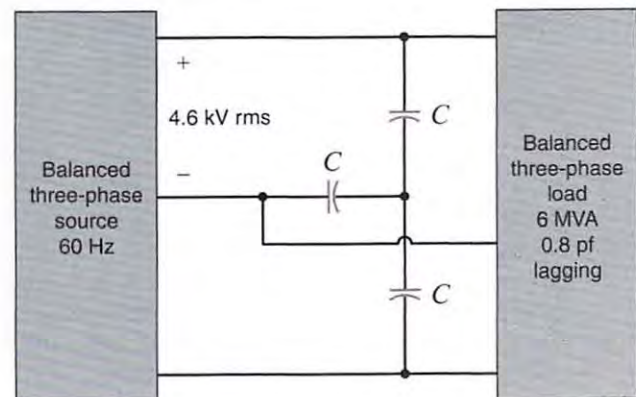 +
4.6 kV rms
−
Balanced
three-phase
source
60 Hz
C
C
C
Balanced
three-phase
load
6 MVA
0.8 pf
lagging